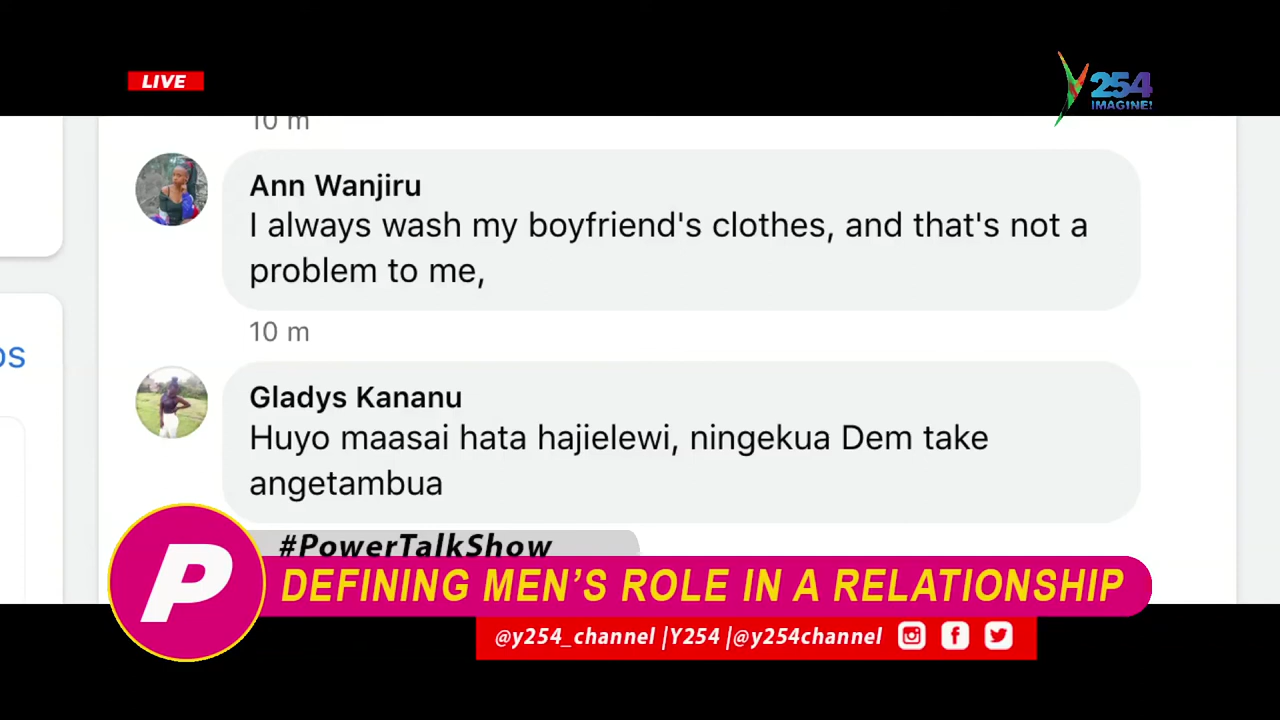 LIVE
254
IMAGINE!
10 m
Ann Wanjiru
I always wash my boyfriend's clothes, and that's not a
problem to me,
10 m
os
Gladys Kananu
Huyo maasai hata hajielewi, ningekua Dem take
angetambua
#PowerTalkShow
P
DEFINING MEN'S ROLE IN A RELATIONSHIP
@y254_channel |Y254 |@y254channel